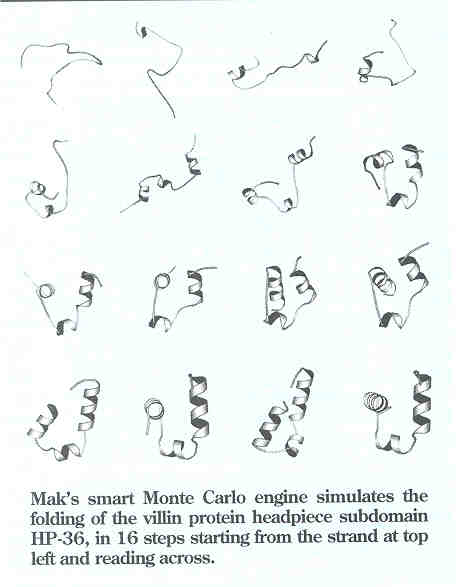 Mak's smart Monte Carlo engine simulates the
folding of the villin protein headpiece subdomain
HP-36, in 16 steps starting from the strand at top
left and reading across.